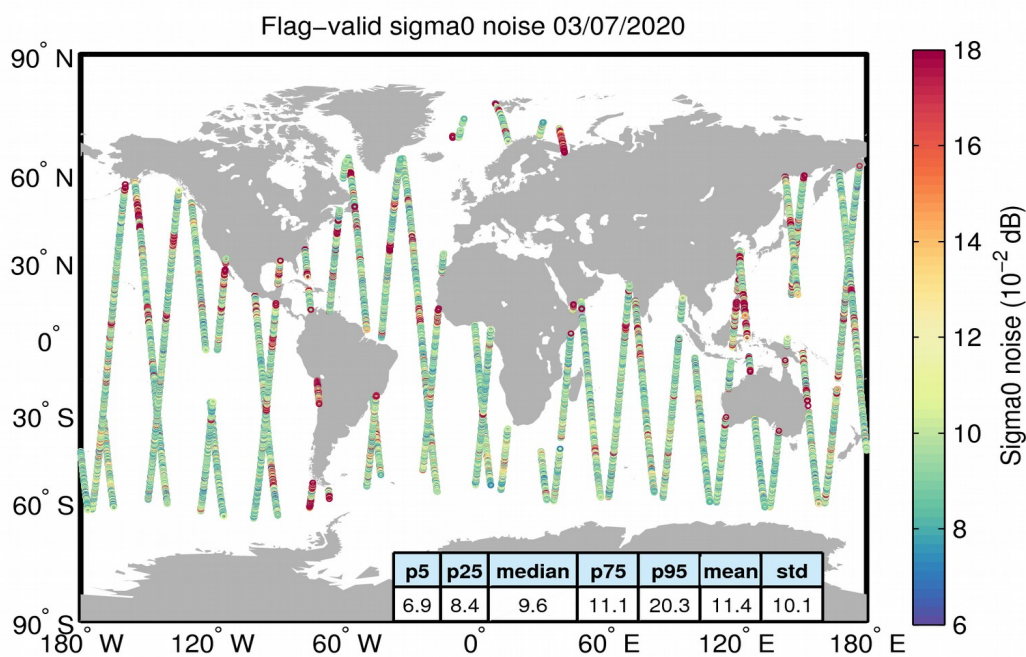 Flag-valid sigma0 noise 03/07/2020
90° N
60° N
30° N
0°
30° S
60° S
90° S
180° W
120° W
60° W
0°
60° E
120° E
180° E
p5 p25 median p75 p95 mean std
6.9 8.4 9.6 11.1 20.3 11.4 10.1
18
16
14
12
10
8
6
Sigma0 noise (10⁻² dB)